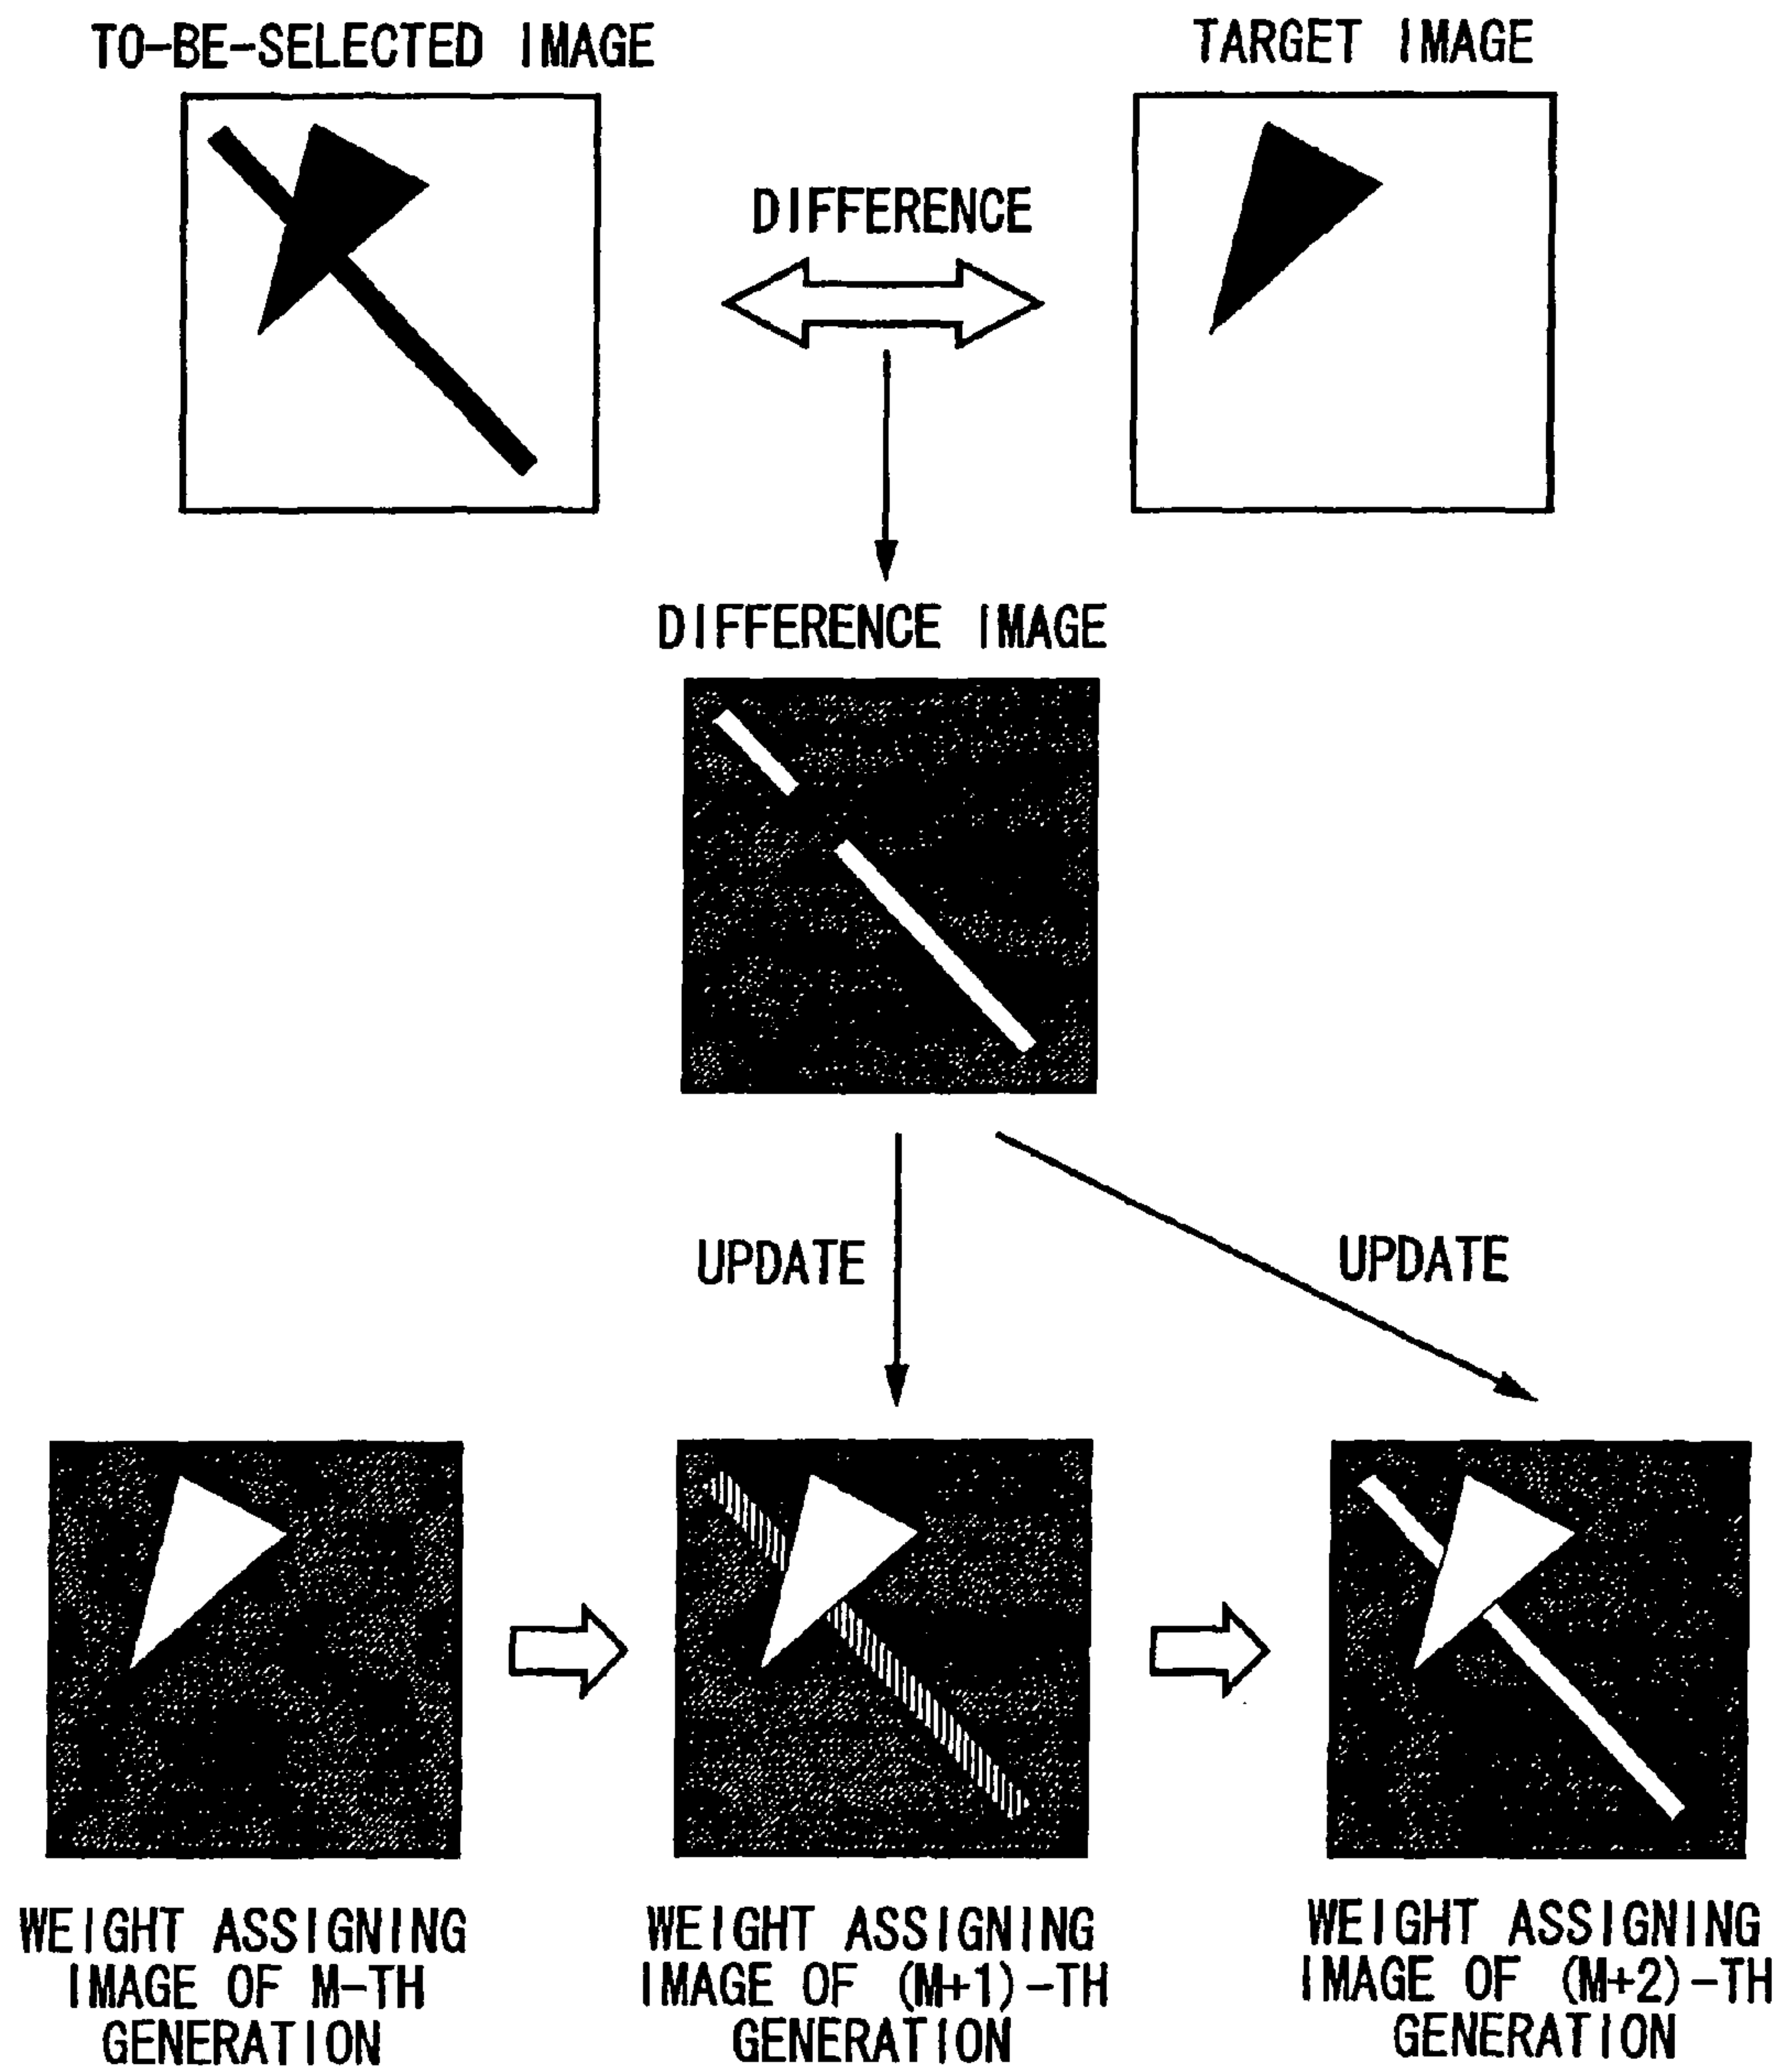 TO-BE-SELECTED IMAGE
TARGET IMAGE
DIFFERENCE
DIFFERENCE IMAGE
UPDATE
UPDATE
WEIGHT ASSIGNING
IMAGE OF M-TH
GENERATION
WEIGHT ASSIGNING
IMAGE OF (M+1)-TH
GENERATION
WEIGHT ASSIGNING
IMAGE OF (M+2)-TH
GENERATION